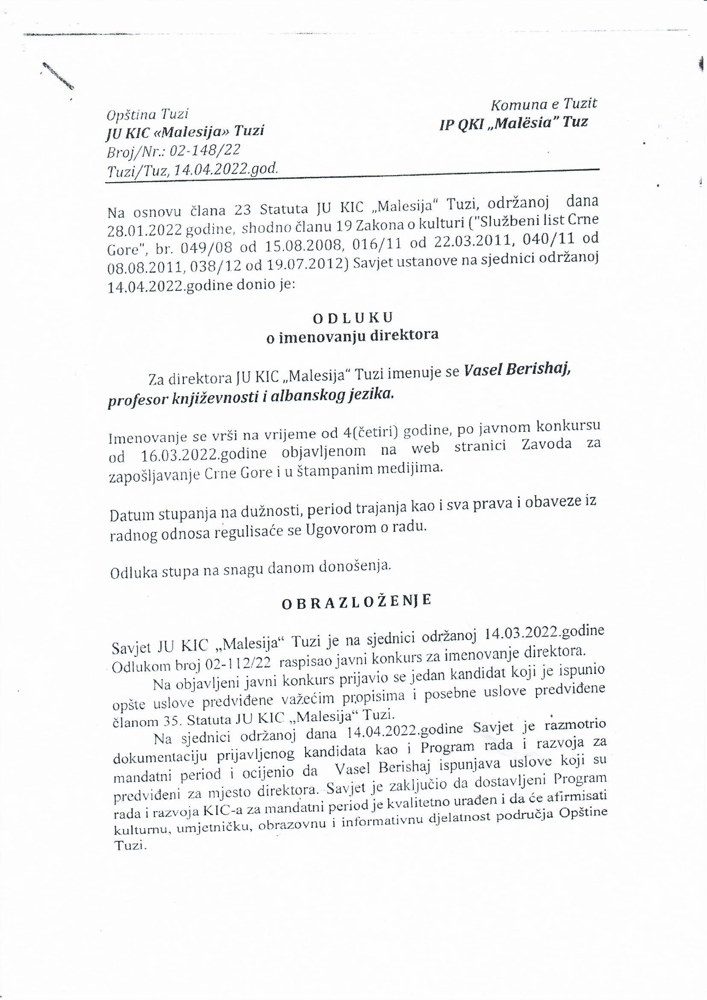 Opština Tuzi
JU KIC «Malesija» Tuzi
Broj/Nr.: 02-148/22
Tuzi/Tuz, 14.04.2022.god.
Komuna e Tuzit
IP QKI „Malësia” Tuz
Na osnovu člana 23 Statuta JU KIC „Malesija“ Tuzi, održanoj dana
28.01.2022 godine, shodno članu 19 Zakona o kulturi ("Službeni list Crne
Gore", br. 049/08 od 15.08.2008, 016/11 od 22.03.2011, 040/11 od
08.08.2011, 038/12 od 19.07.2012) Savjet ustanove na sjednici održanoj
14.04.2022.godine donio je:
O D L U K U
o imenovanju direktora
Za direktora JU KIC „Malesija“ Tuzi imenuje se Vasel Berishaj,
profesor književnosti i albanskog jezika.
Imenovanje se vrši na vrijeme od 4(četiri) godine, po javnom konkursu
od 16.03.2022.godine objavljenom na web stranici Zavoda za
zapošljavanje Crne Gore i u štampanim medijima.
Datum stupanja na dužnosti, period trajanja kao i sva prava i obaveze iz
radnog odnosa regulisaće se Ugovorom o radu.
Odluka stupa na snagu danom donošenja.
O B R A Z L O Ž E NJ E
Savjet JU KIC „Malesija“ Tuzi je na sjednici održanoj 14.03.2022.godine
Odlukom broj 02-112/22 raspisao javni konkurs za imenovanje direktora.
Na objavljeni javni konkurs prijavio se jedan kandidat koji je ispunio
opšte uslove predviđene važećim propisima i posebne uslove predviđene
članom 35. Statuta JU KIC „Malesija“ Tuzi.
Na sjednici održanoj dana 14.04.2022.godine Savjet je razmotrio
dokumentaciju prijavljenog kandidata kao i Program rada i razvoja za
mandatni period i ocijenio da Vasel Berishaj ispunjava uslove koji su
predviđeni za mjesto direktora. Savjet je zaključio da dostavljeni Program
rada i razvoja KIC-a za mandatni period je kvalitetno urađen i da će afirmisati
kulturnu, umjetničku, obrazovnu i informativnu djelatnost područja Opštine
Tuzi.